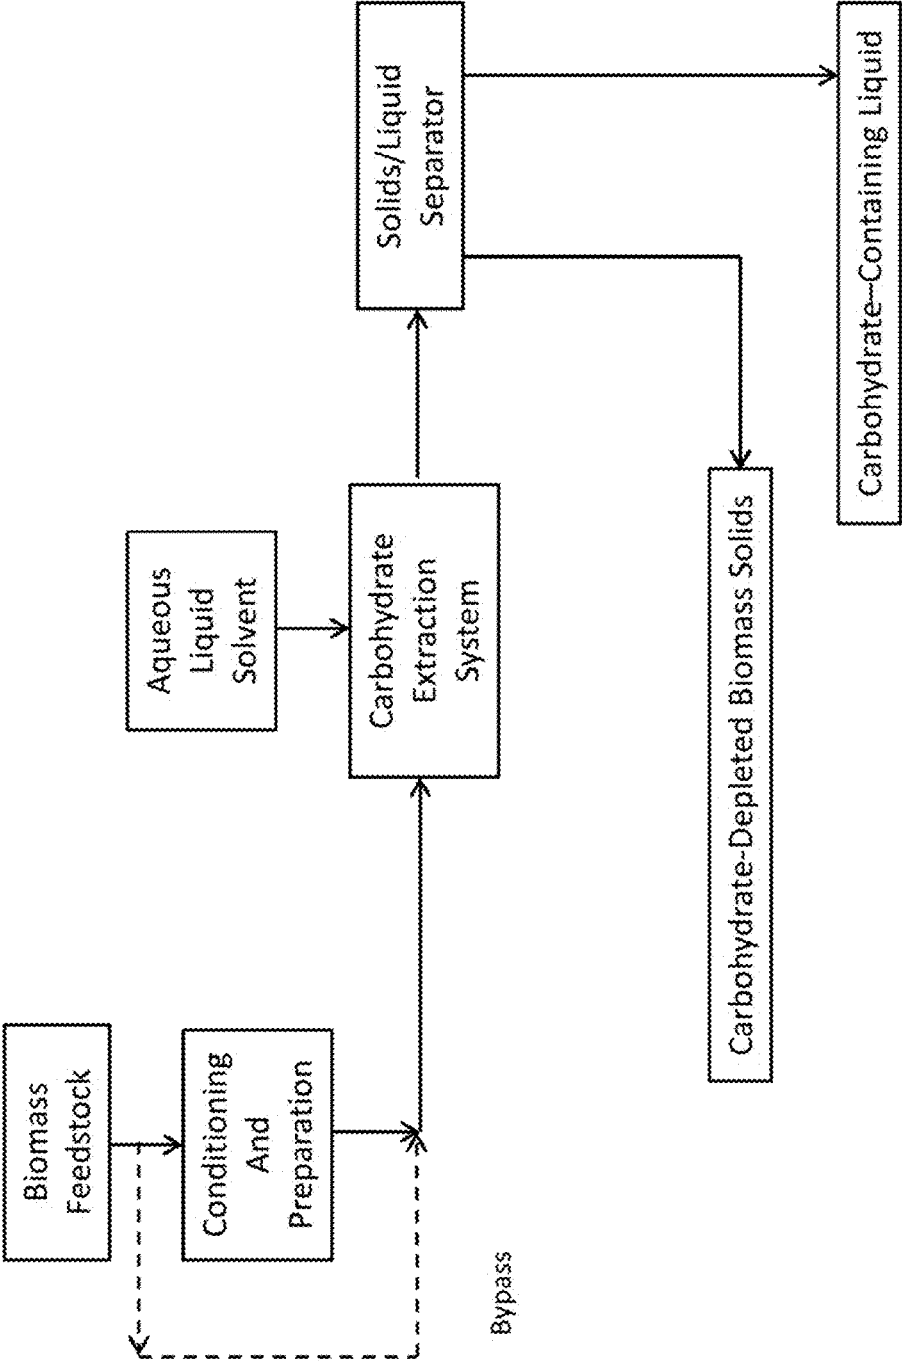 Biomass
Feedstock
Conditioning
And
Preparation
Bypass
Aqueous
Liquid
Solvent
Carbohydrate
Extraction
System
Solids/Liquid
Separator
Carbohydrate-Depleted Biomass Solids
Carbohydrate–Containing Liquid